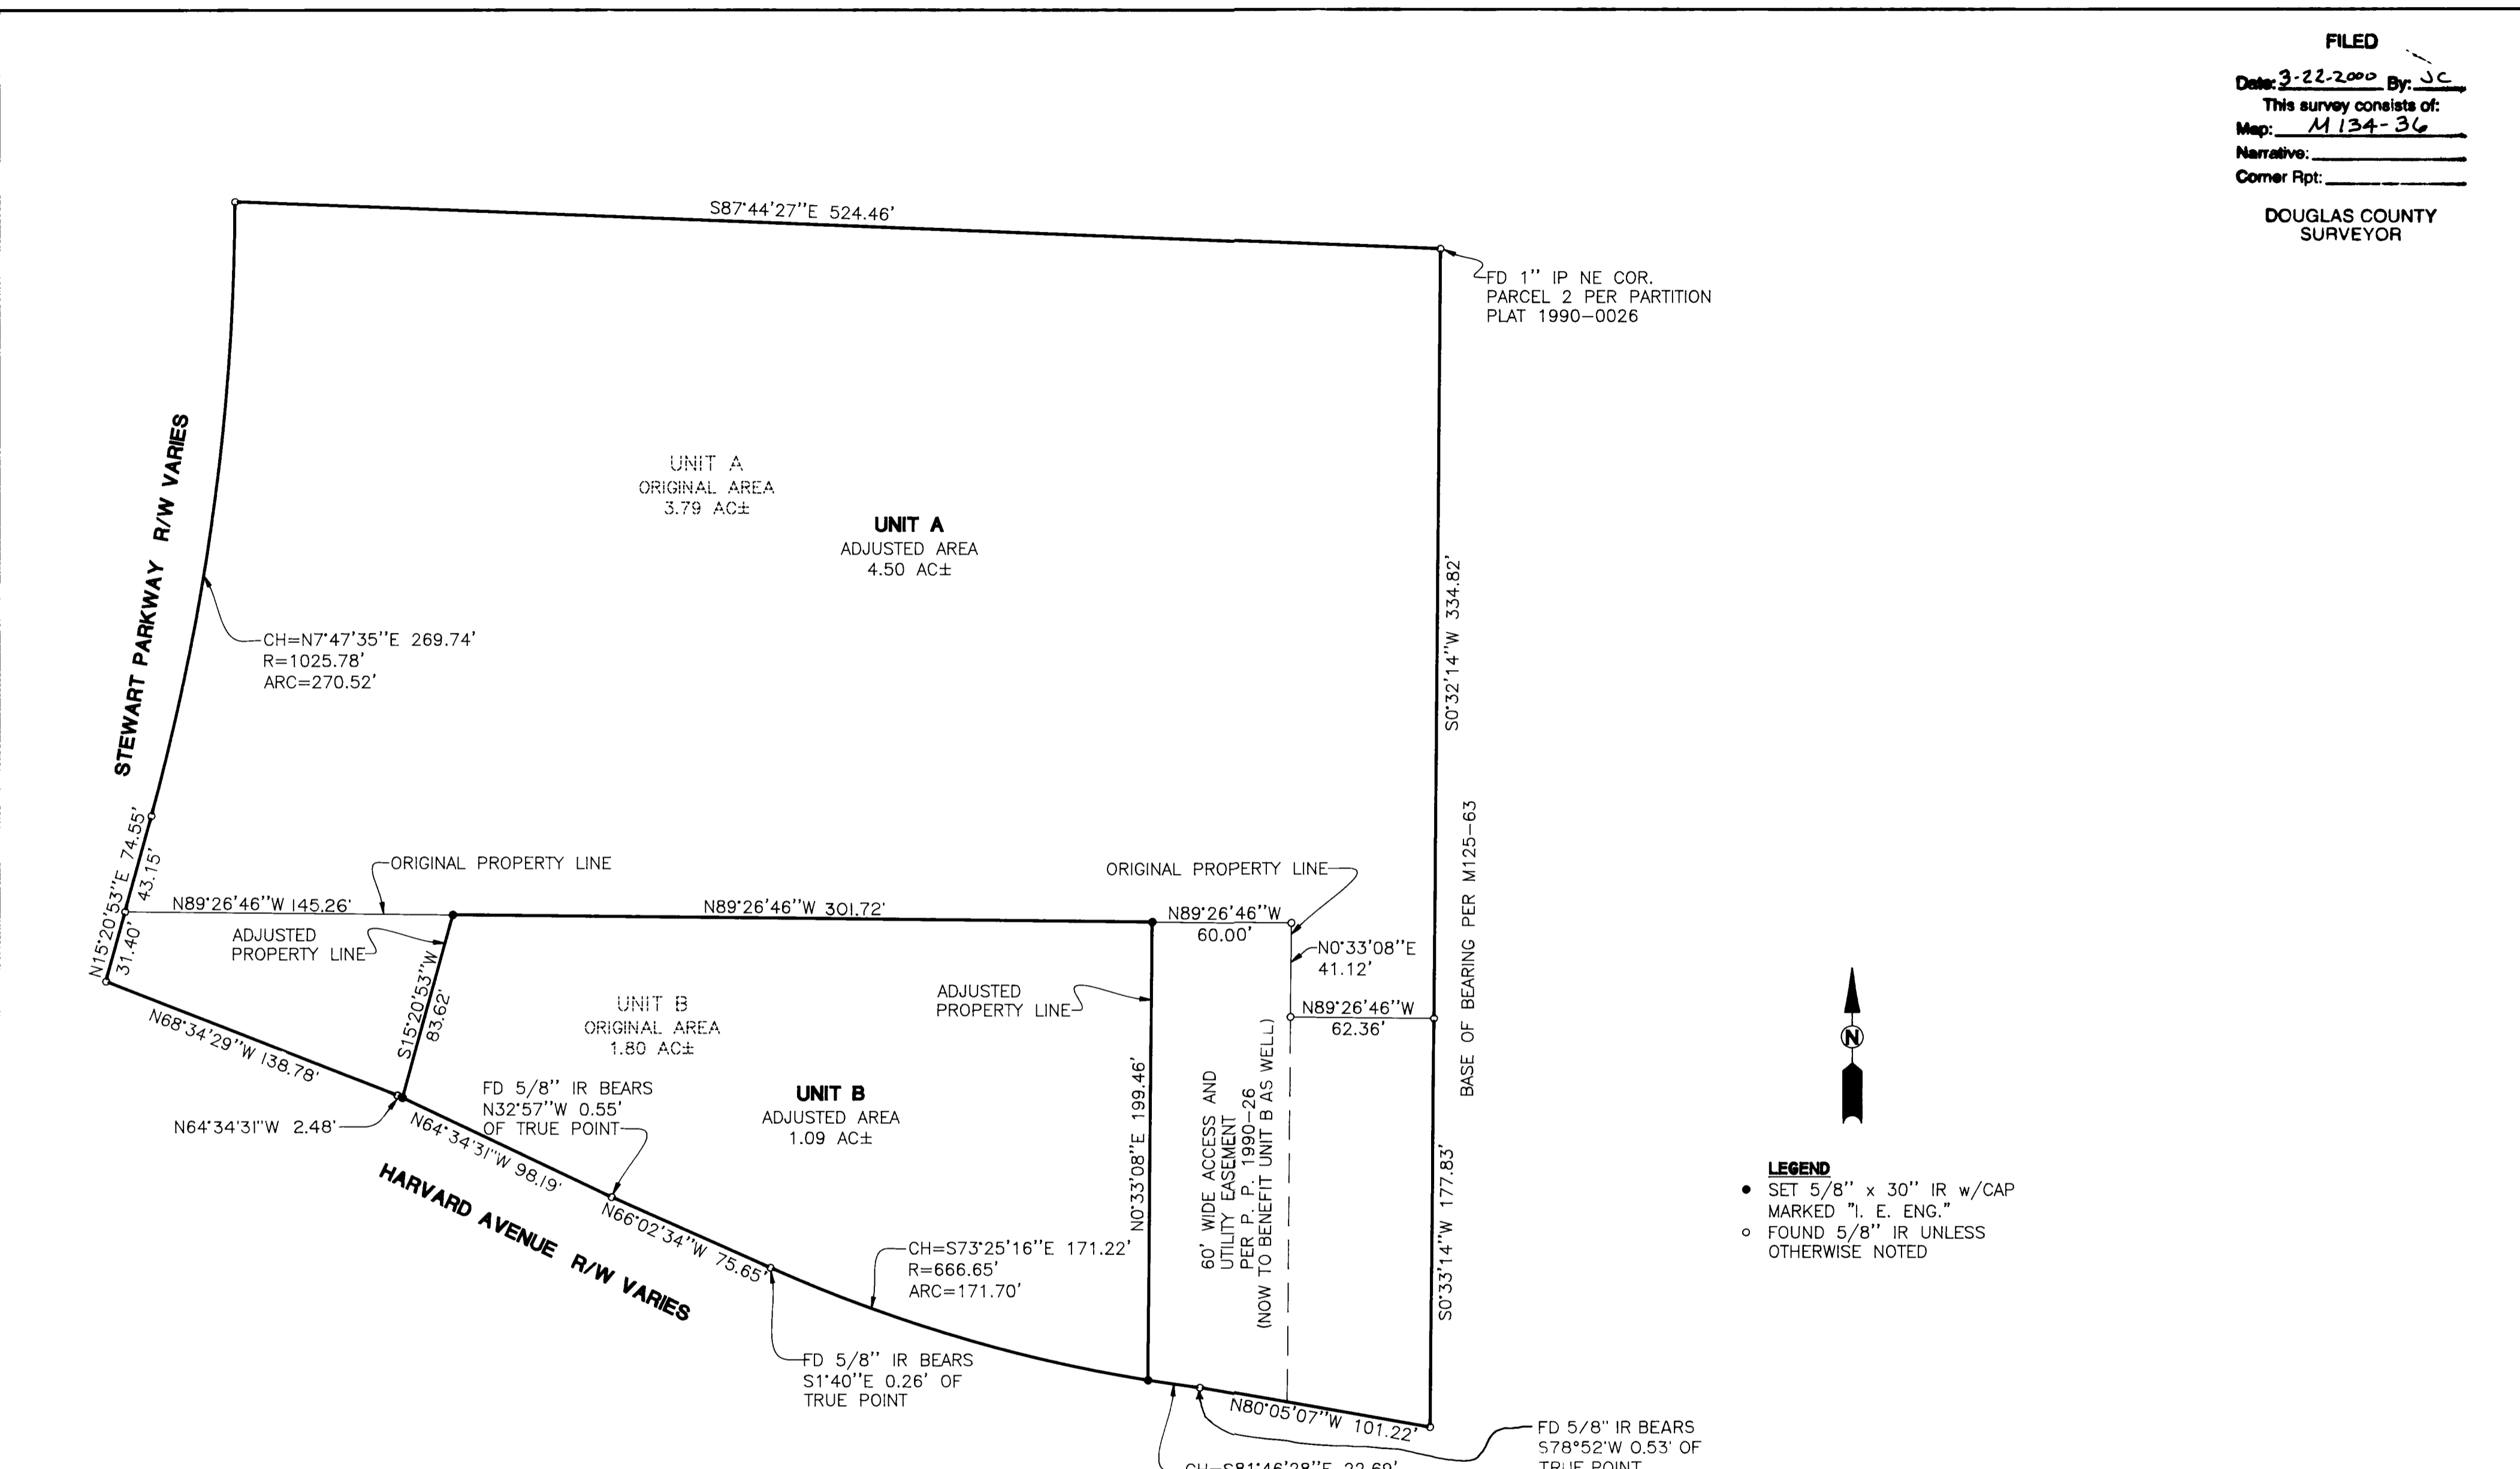 FILED
Date: 3-22-2000 By: JC
This survey consists of:
Map: M134-36
Narrative:
Corner Rpt:
DOUGLAS COUNTY
SURVEYOR
S87°44'27"E 524.46'
FD 1" IP NE COR.
PARCEL 2 PER PARTITION
PLAT 1990-0026
STEWART PARKWAY R/W VARIES
UNIT A
ORIGINAL AREA
3.79 AC±
UNIT A
ADJUSTED AREA
4.50 AC±
CH=N7°47'35"E 269.74'
R=1025.78'
ARC=270.52'
S0°32'14"W 334.82'
BASE OF BEARING PER M125-63
N15°20'53"E 74.55'
43.15'
31.40'
ORIGINAL PROPERTY LINE
N89°26'46"W 145.26'
N89°26'46"W 301.72'
ORIGINAL PROPERTY LINE
N89°26'46"W
60.00'
N0°33'08"E
41.12'
N89°26'46"W
62.36'
ADJUSTED
PROPERTY LINE
S15°20'53"W
83.62'
ADJUSTED
PROPERTY LINE
N0°33'08"E 199.46'
UNIT B
ORIGINAL AREA
1.80 AC±
UNIT B
ADJUSTED AREA
1.09 AC±
N68°34'29"W 138.78'
N64°34'31"W 2.48'
N64°34'31"W 98.19'
FD 5/8" IR BEARS
N32°57"W 0.55'
OF TRUE POINT
HARVARD AVENUE R/W VARIES
N66°02'34"W 75.65'
CH=S73°25'16"E 171.22'
R=666.65'
ARC=171.70'
FD 5/8" IR BEARS
S1°40"E 0.26' OF
TRUE POINT
60' WIDE ACCESS AND
UTILITY EASEMENT
PER P. P. 1990-26
(NOW TO BENEFIT UNIT B AS WELL)
S0°33'14"W 177.83'
N80°05'07"W 101.22'
FD 5/8" IR BEARS
S78°52'W 0.53' OF
TRUE POINT
CH=S81°46'28"E 22.69'
N
LEGEND
● SET 5/8" x 30" IR w/CAP
MARKED "I. E. ENG."
○ FOUND 5/8" IR UNLESS
OTHERWISE NOTED